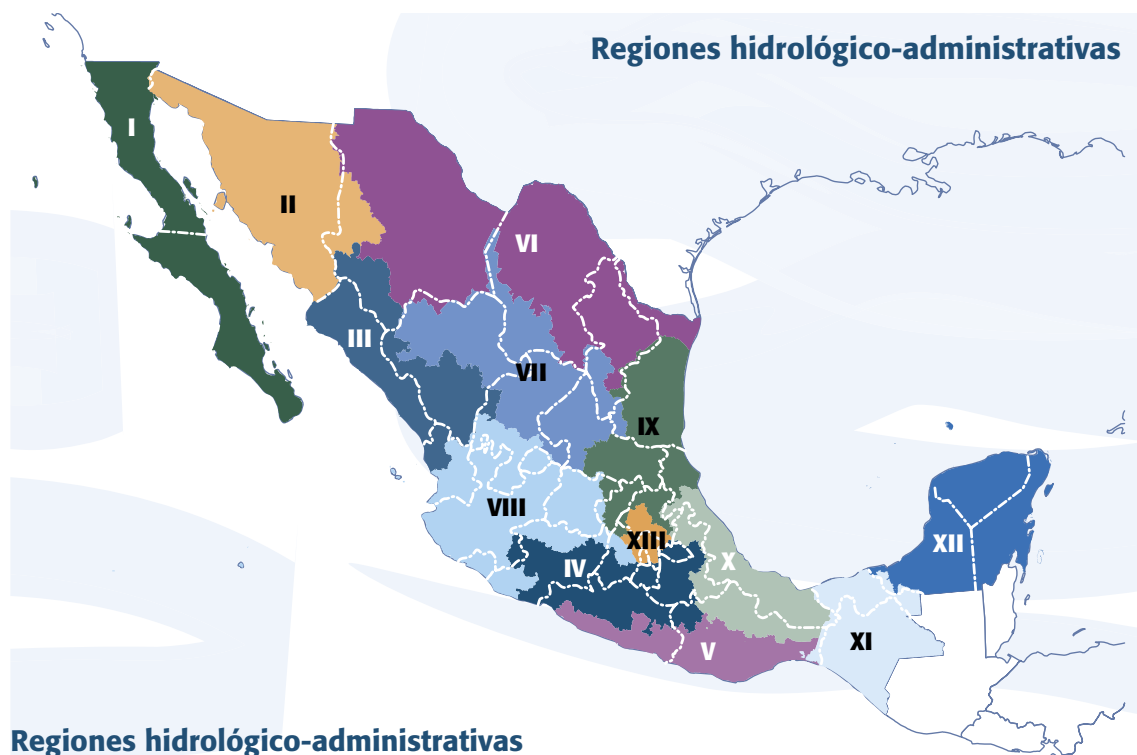 Regiones hidrológico-administrativas
I
II
VI
III
VII
IX
VIII
XIII
XII
IV
X
XI
V
Regiones hidrológico-administrativas